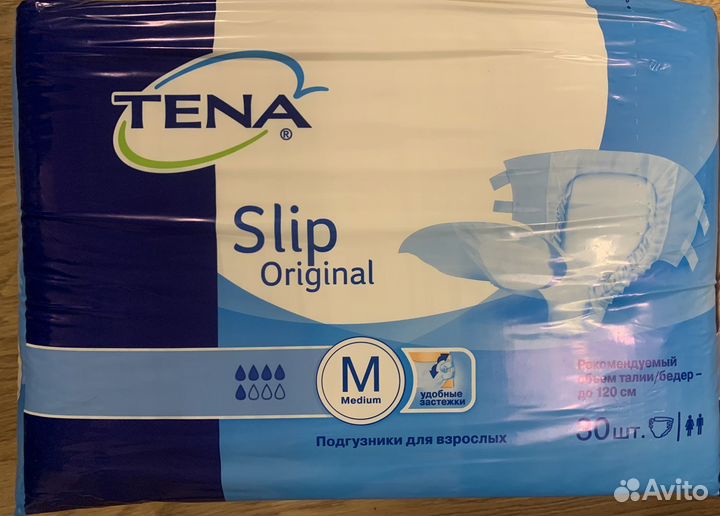 TENA
®
Slip
Original
M
Medium
удобные
застежки
Рекомендуемый
объем талии/бедер –
до 120 см
Подгузники для взрослых
30 шт.
Avito